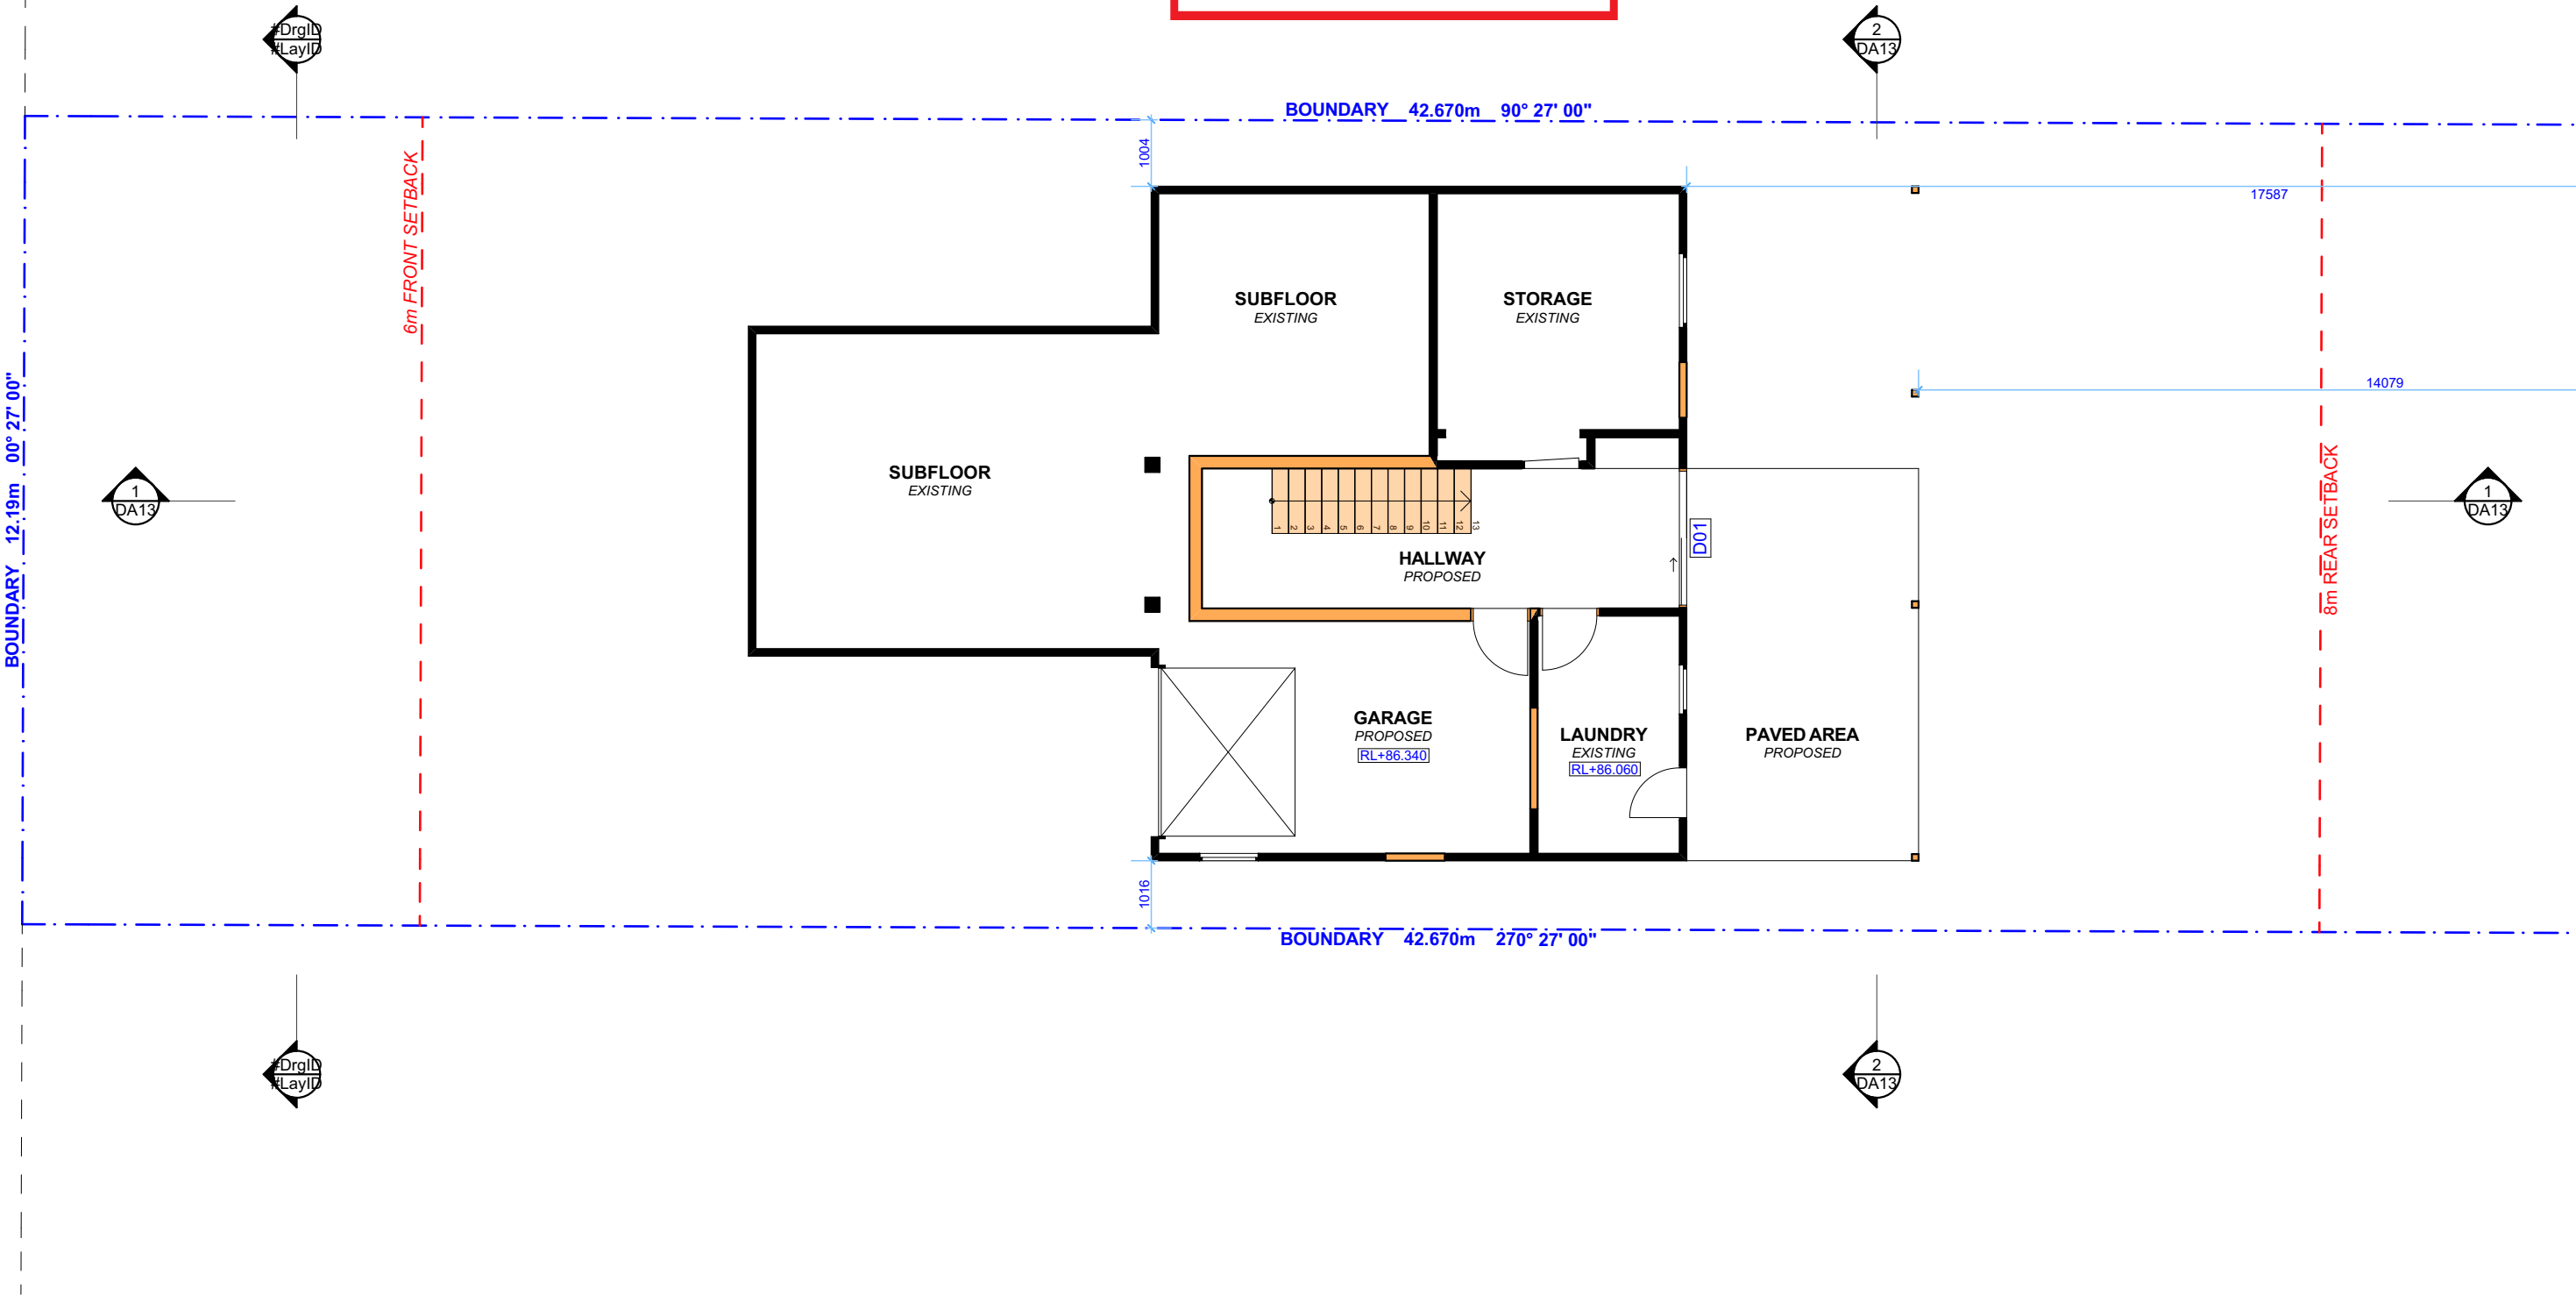 #DrgID
#LayID
2
DA13
BOUNDARY 42.670m 90° 27' 00"
1004
6m FRONT SETBACK
17587
SUBFLOOR
EXISTING
STORAGE
EXISTING
14079
BOUNDARY 12.19m 00° 27' 00"
SUBFLOOR
EXISTING
1
DA13
1 2 3 4 5 6 7 8 9 10 11 12 13
D01
8m REAR SETBACK
1
DA13
HALLWAY
PROPOSED
GARAGE
PROPOSED
RL+86.340
LAUNDRY
EXISTING
RL+86.060
PAVED AREA
PROPOSED
1016
BOUNDARY 42.670m 270° 27' 00"
#DrgID
#LayID
2
DA13